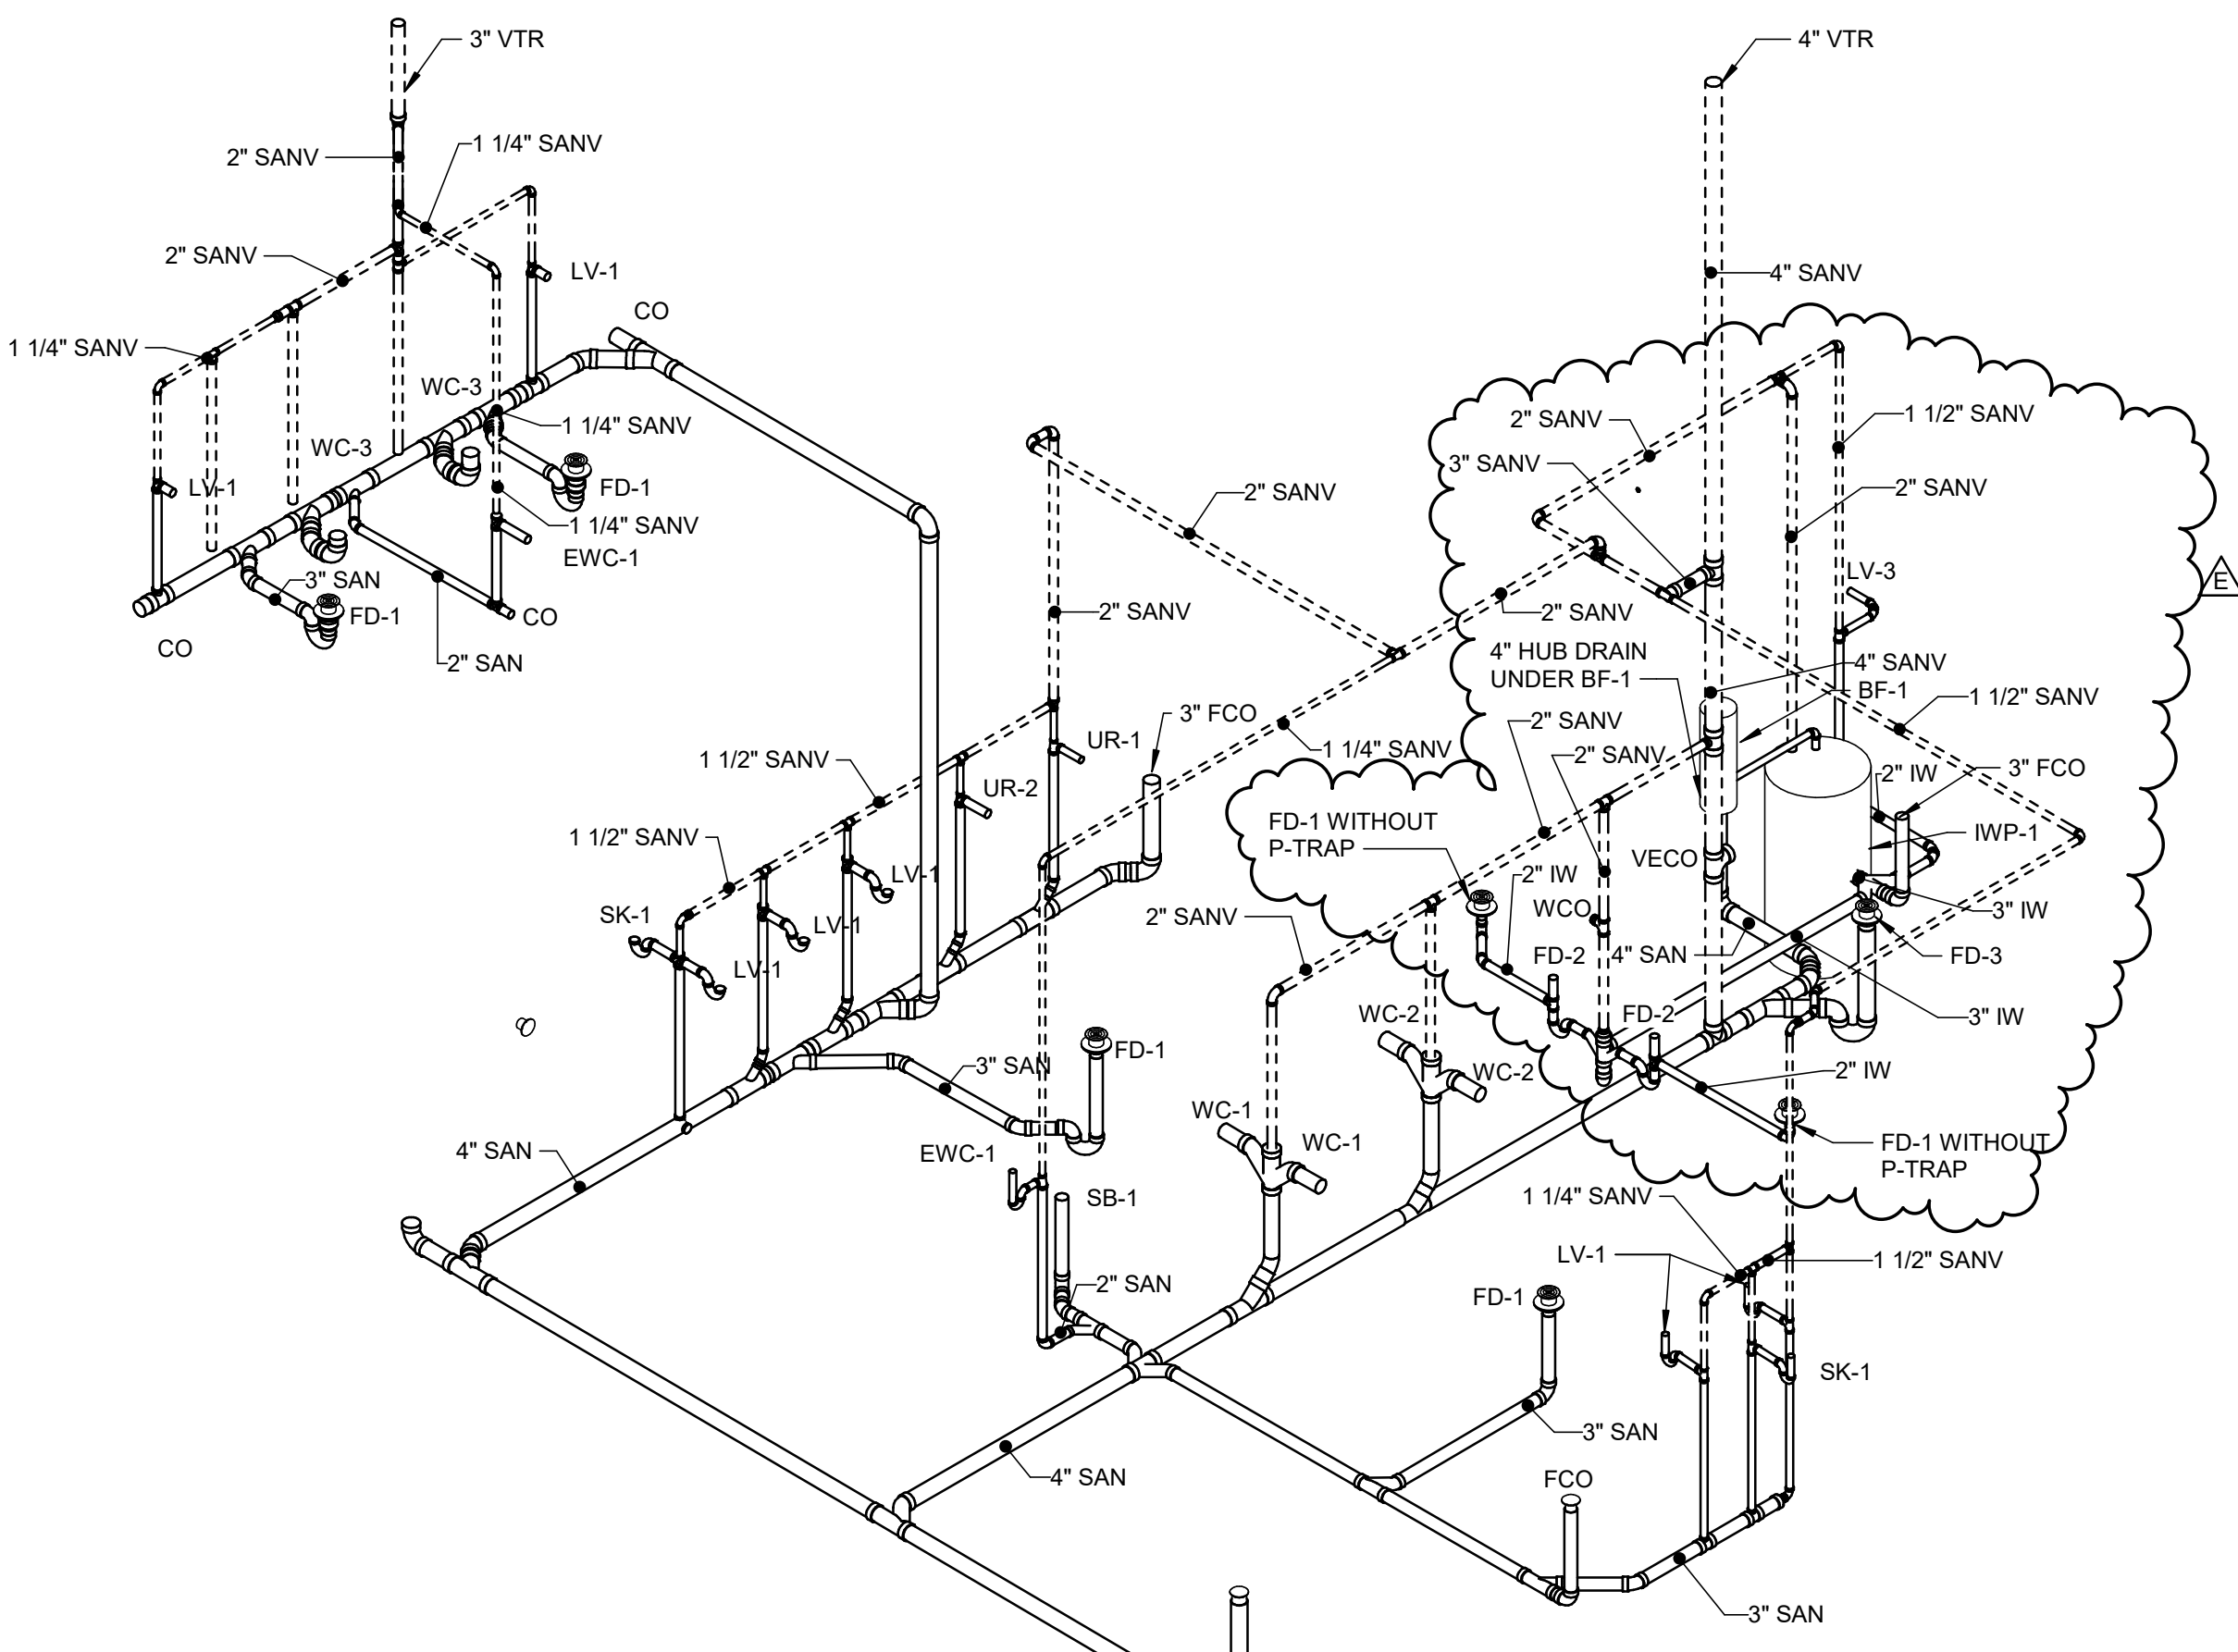 3" VTR
4" VTR
2" SANV
1 1/4" SANV
2" SANV
LV-1
4" SANV
CO
1 1/4" SANV
WC-3
1 1/4" SANV
2" SANV
1 1/2" SANV
WC-3
3" SANV
LV-1
FD-1
2" SANV
2" SANV
1 1/4" SANV
EWC-1
3" SAN
LV-3
E
FD-1
CO
2" SANV
2" SANV
CO
2" SAN
4" HUB DRAIN
UNDER BF-1
4" SANV
BF-1
1 1/2" SANV
3" FCO
2" SANV
UR-1
1 1/4" SANV
2" SANV
1 1/2" SANV
2" IW
3" FCO
UR-2
FD-1 WITHOUT
P-TRAP
1 1/2" SANV
IWP-1
VECO
LV-1
2" IW
SK-1
2" SANV
WCO
3" IW
LV-1
LV-1
FD-2
4" SAN
FD-3
WC-2
FD-2
3" IW
FD-1
3" SAN
WC-2
2" IW
WC-1
WC-1
4" SAN
EWC-1
FD-1 WITHOUT
P-TRAP
SB-1
1 1/4" SANV
LV-1
1 1/2" SANV
2" SAN
FD-1
SK-1
3" SAN
4" SAN
FCO
3" SAN